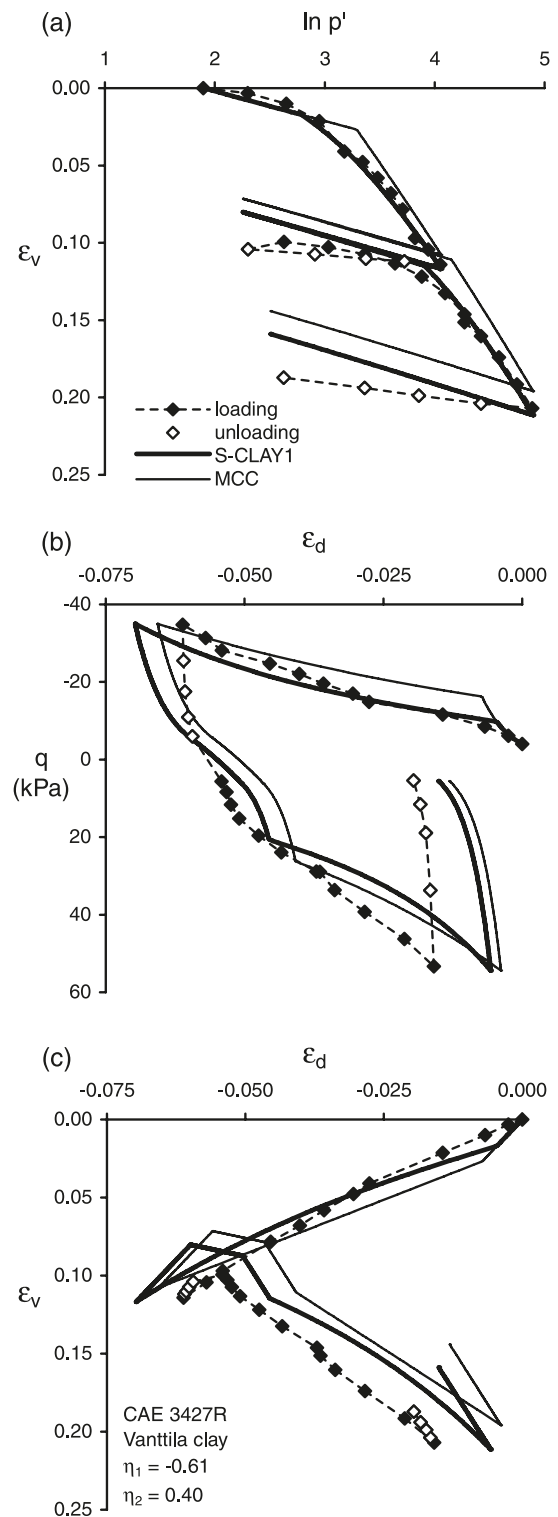 (a)
ln p'
1 2 3 4 5
0.00
0.05
0.10
εv
0.15
0.20
0.25
loading
unloading
S-CLAY1
MCC
(b)
εd
-0.075 -0.050 -0.025 0.000
-40
-20
0
q
(kPa)
20
40
60
(c)
εd
-0.075 -0.050 -0.025 0.000
0.00
0.05
0.10
εv
0.15
0.20
0.25
CAE 3427R
Vanttila clay
η1 = -0.61
η2 = 0.40